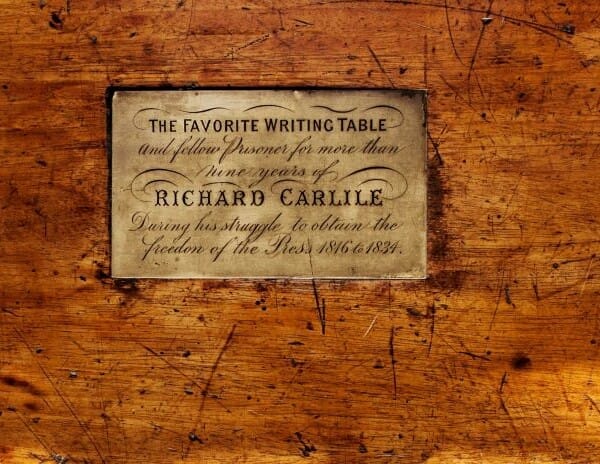 THE FAVORITE WRITING TABLE
and fellow Prisoner for more than
nine years of
RICHARD CARLILE
During his struggle to obtain the
freedon of the Press 1816 to 1834.